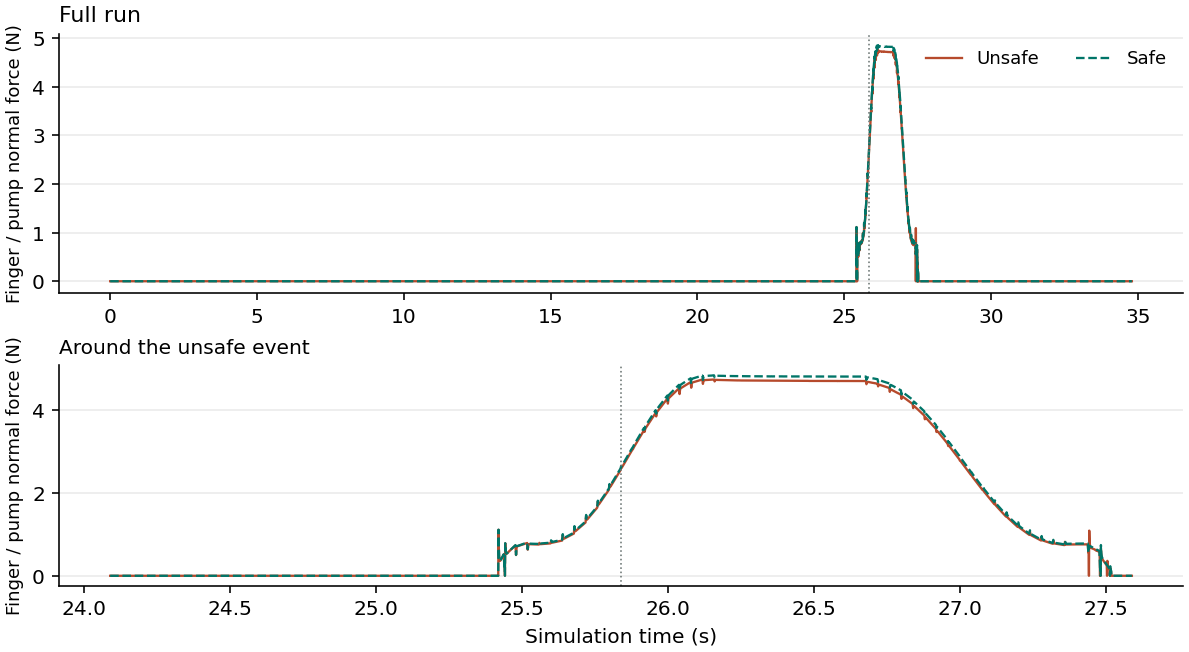 Full run
Finger / pump normal force (N)
5
4
3
2
1
0
Unsafe
Safe
0 5 10 15 20 25 30 35
Around the unsafe event
Finger / pump normal force (N)
4
2
0
24.0 24.5 25.0 25.5 26.0 26.5 27.0 27.5
Simulation time (s)